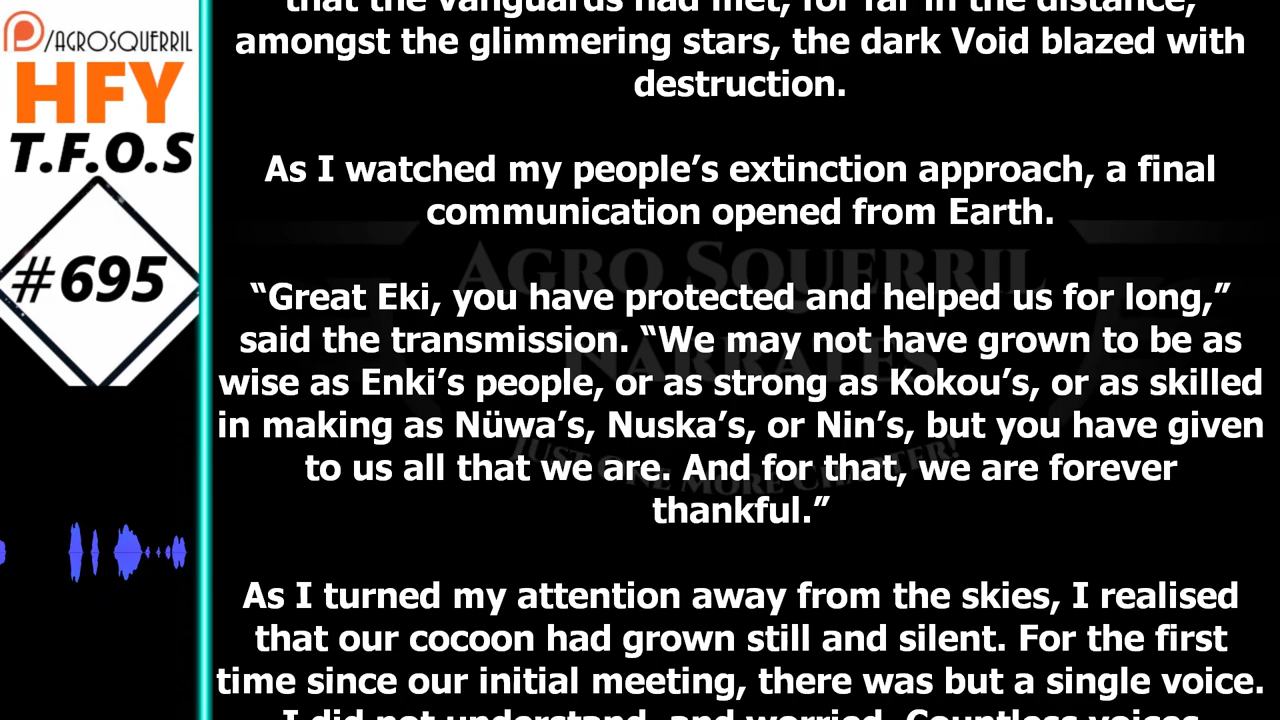 /AGROSQUERRIL
HFY
T.F.O.S
#695
that the vanguards had met, for far in the distance,
amongst the glimmering stars, the dark Void blazed with
destruction.
As I watched my people’s extinction approach, a final
communication opened from Earth.
“Great Eki, you have protected and helped us for long,”
said the transmission. “We may not have grown to be as
wise as Enki’s people, or as strong as Kokou’s, or as skilled
in making as Nüwa’s, Nuska’s, or Nin’s, but you have given
to us all that we are. And for that, we are forever
thankful.”
As I turned my attention away from the skies, I realised
that our cocoon had grown still and silent. For the first
time since our initial meeting, there was but a single voice.
I did not understand, and worried. Countless voices
AGRO SQUERRIL
NARRATES
JUST ONE MORE CHAPTER!